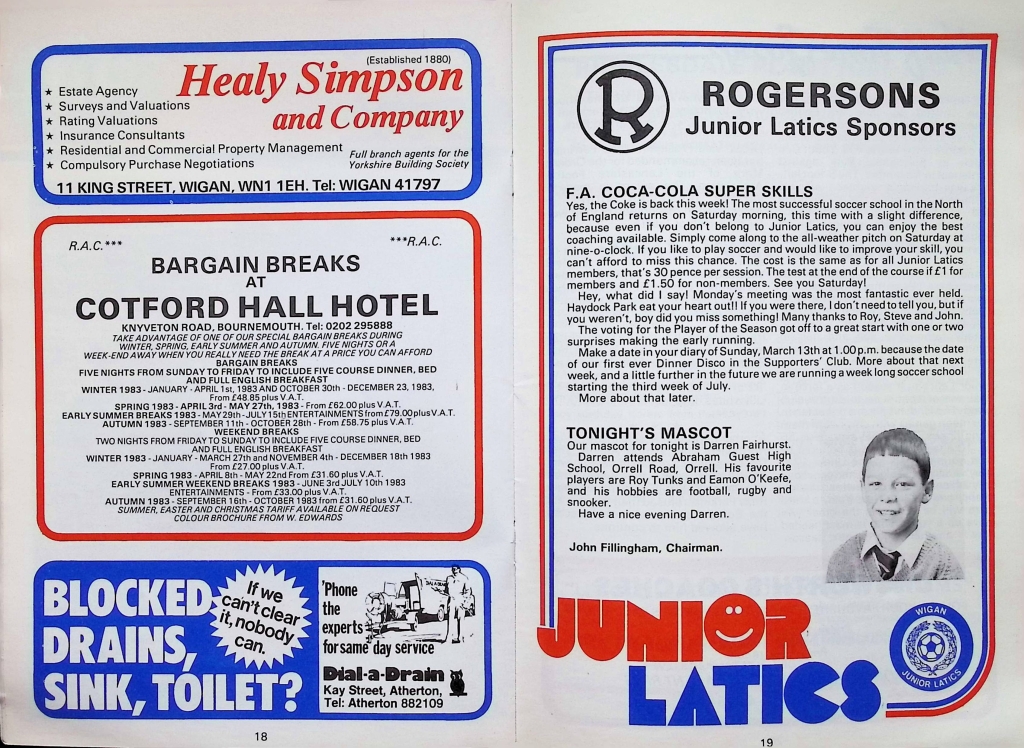 (Established 1880)
Healy Simpson
and Company
★ Estate Agency
★ Surveys and Valuations
★ Rating Valuations
★ Insurance Consultants
★ Residential and Commercial Property Management
★ Compulsory Purchase Negotiations
Full branch agents for the
Yorkshire Building Society
11 KING STREET, WIGAN, WN1 1EH. Tel: WIGAN 41797
R.A.C.*** ***R.A.C.
BARGAIN BREAKS
AT
COTFORD HALL HOTEL
KNYVETON ROAD, BOURNEMOUTH. Tel: 0202 295888
TAKE ADVANTAGE OF ONE OF OUR SPECIAL BARGAIN BREAKS DURING
WINTER, SPRING, EARLY SUMMER AND AUTUMN. FIVE NIGHTS OR A
WEEK-END AWAY WHEN YOU REALLY NEED THE BREAK AT A PRICE YOU CAN AFFORD
BARGAIN BREAKS
FIVE NIGHTS FROM SUNDAY TO FRIDAY TO INCLUDE FIVE COURSE DINNER, BED
AND FULL ENGLISH BREAKFAST
WINTER 1983 - JANUARY - APRIL 1st, 1983 AND OCTOBER 30th - DECEMBER 23, 1983,
From £48.85 plus V.A.T.
SPRING 1983 - APRIL 3rd - MAY 27th, 1983 - From £62.00 plus V.A.T.
EARLY SUMMER BREAKS 1983 - MAY 29th - JULY 15th ENTERTAINMENTS from £79.00 plus V.A.T.
AUTUMN 1983 - SEPTEMBER 11th - OCTOBER 28th - From £58.75 plus V.A.T.
WEEKEND BREAKS
TWO NIGHTS FROM FRIDAY TO SUNDAY TO INCLUDE FIVE COURSE DINNER, BED
AND FULL ENGLISH BREAKFAST
WINTER 1983 - JANUARY - MARCH 27th and NOVEMBER 4th - DECEMBER 18th 1983
From £27.00 plus V.A.T.
SPRING 1983 - APRIL 8th - MAY 22nd From £31.60 plus V.A.T.
EARLY SUMMER WEEKEND BREAKS 1983 - JUNE 3rd JULY 10th 1983
ENTERTAINMENTS - From £33.00 plus V.A.T.
AUTUMN 1983 - SEPTEMBER 16th - OCTOBER 1983 from £31.60 plus V.A.T.
SUMMER, EASTER AND CHRISTMAS TARIFF AVAILABLE ON REQUEST
COLOUR BROCHURE FROM W. EDWARDS
BLOCKED
DRAINS,
SINK, TOILET?
If we
can't clear
it, nobody
can.
'Phone
the
experts
for same day service
DIAL-A-DRAIN
Dial-a-Drain
Kay Street, Atherton,
Tel: Atherton 882109
18
R
ROGERSONS
Junior Latics Sponsors
F.A. COCA-COLA SUPER SKILLS
Yes, the Coke is back this week! The most successful soccer school in the North
of England returns on Saturday morning, this time with a slight difference,
because even if you don't belong to Junior Latics, you can enjoy the best
coaching available. Simply come along to the all-weather pitch on Saturday at
nine-o-clock. If you like to play soccer and would like to improve your skill, you
can't afford to miss this chance. The cost is the same as for all Junior Latics
members, that's 30 pence per session. The test at the end of the course if £1 for
members and £1.50 for non-members. See you Saturday!
Hey, what did I say! Monday's meeting was the most fantastic ever held.
Haydock Park eat your heart out!! If you were there, I don't need to tell you, but if
you weren't, boy did you miss something! Many thanks to Roy, Steve and John.
The voting for the Player of the Season got off to a great start with one or two
surprises making the early running.
Make a date in your diary of Sunday, March 13th at 1.00 p.m. because the date
of our first ever Dinner Disco in the Supporters' Club. More about that next
week, and a little further in the future we are running a week long soccer school
starting the third week of July.
More about that later.
TONIGHT'S MASCOT
Our mascot for tonight is Darren Fairhurst.
Darren attends Abraham Guest High
School, Orrell Road, Orrell. His favourite
players are Roy Tunks and Eamon O'Keefe,
and his hobbies are football, rugby and
snooker.
Have a nice evening Darren.
John Fillingham, Chairman.
JUNIOR
LATICS
WIGAN
JUNIOR LATICS
19